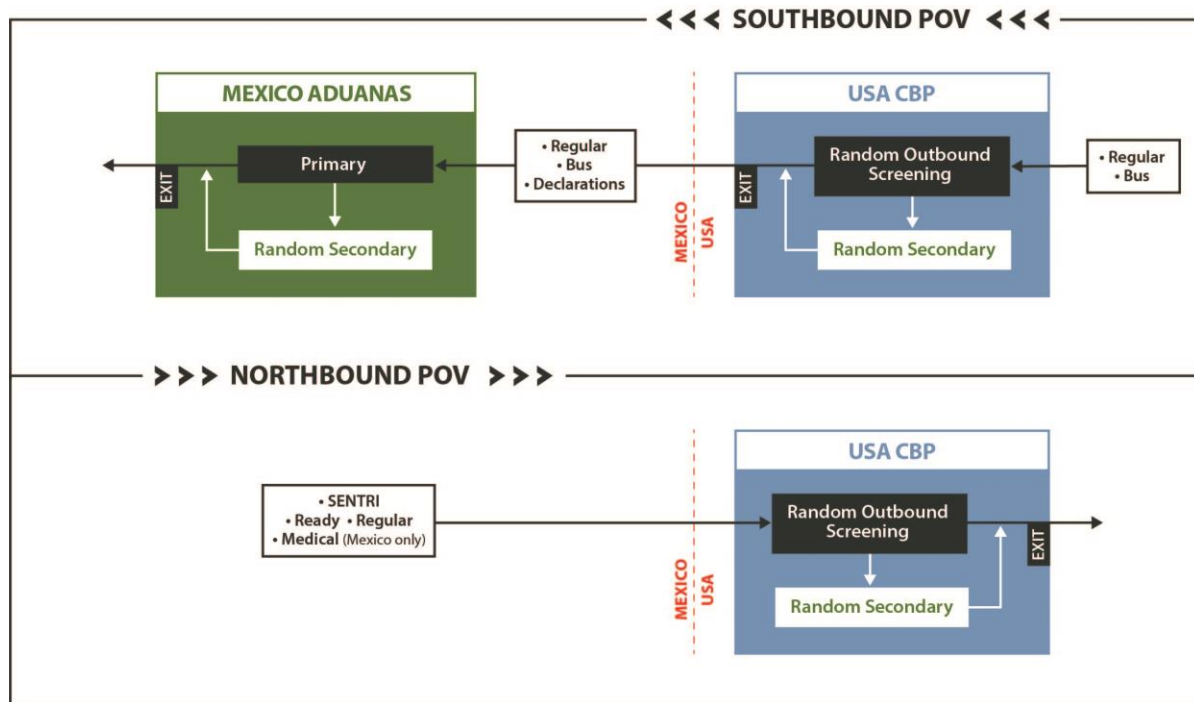 SOUTHBOUND POV
MEXICO ADUANAS
USA CBP
Primary
EXIT
Random Secondary
• Regular
• Bus
• Declarations
MEXICO
USA
Random Outbound
Screening
EXIT
Random Secondary
• Regular
• Bus
NORTHBOUND POV
USA CBP
• SENTRI
• Ready • Regular
• Medical (Mexico only)
MEXICO
USA
Random Outbound
Screening
EXIT
Random Secondary